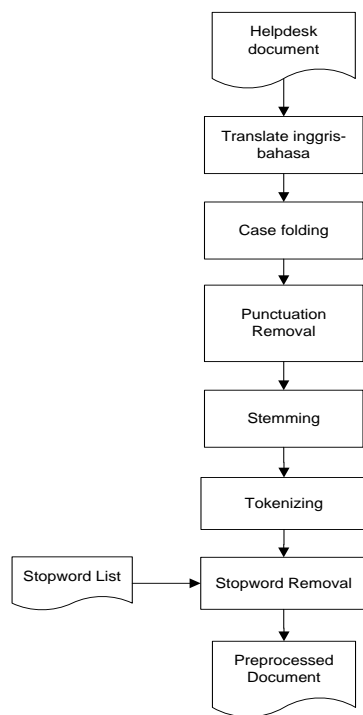 Helpdesk
document
Translate inggris-
bahasa
Case folding
Punctuation
Removal
Stemming
Tokenizing
Stopword List
Stopword Removal
Preprocessed
Document